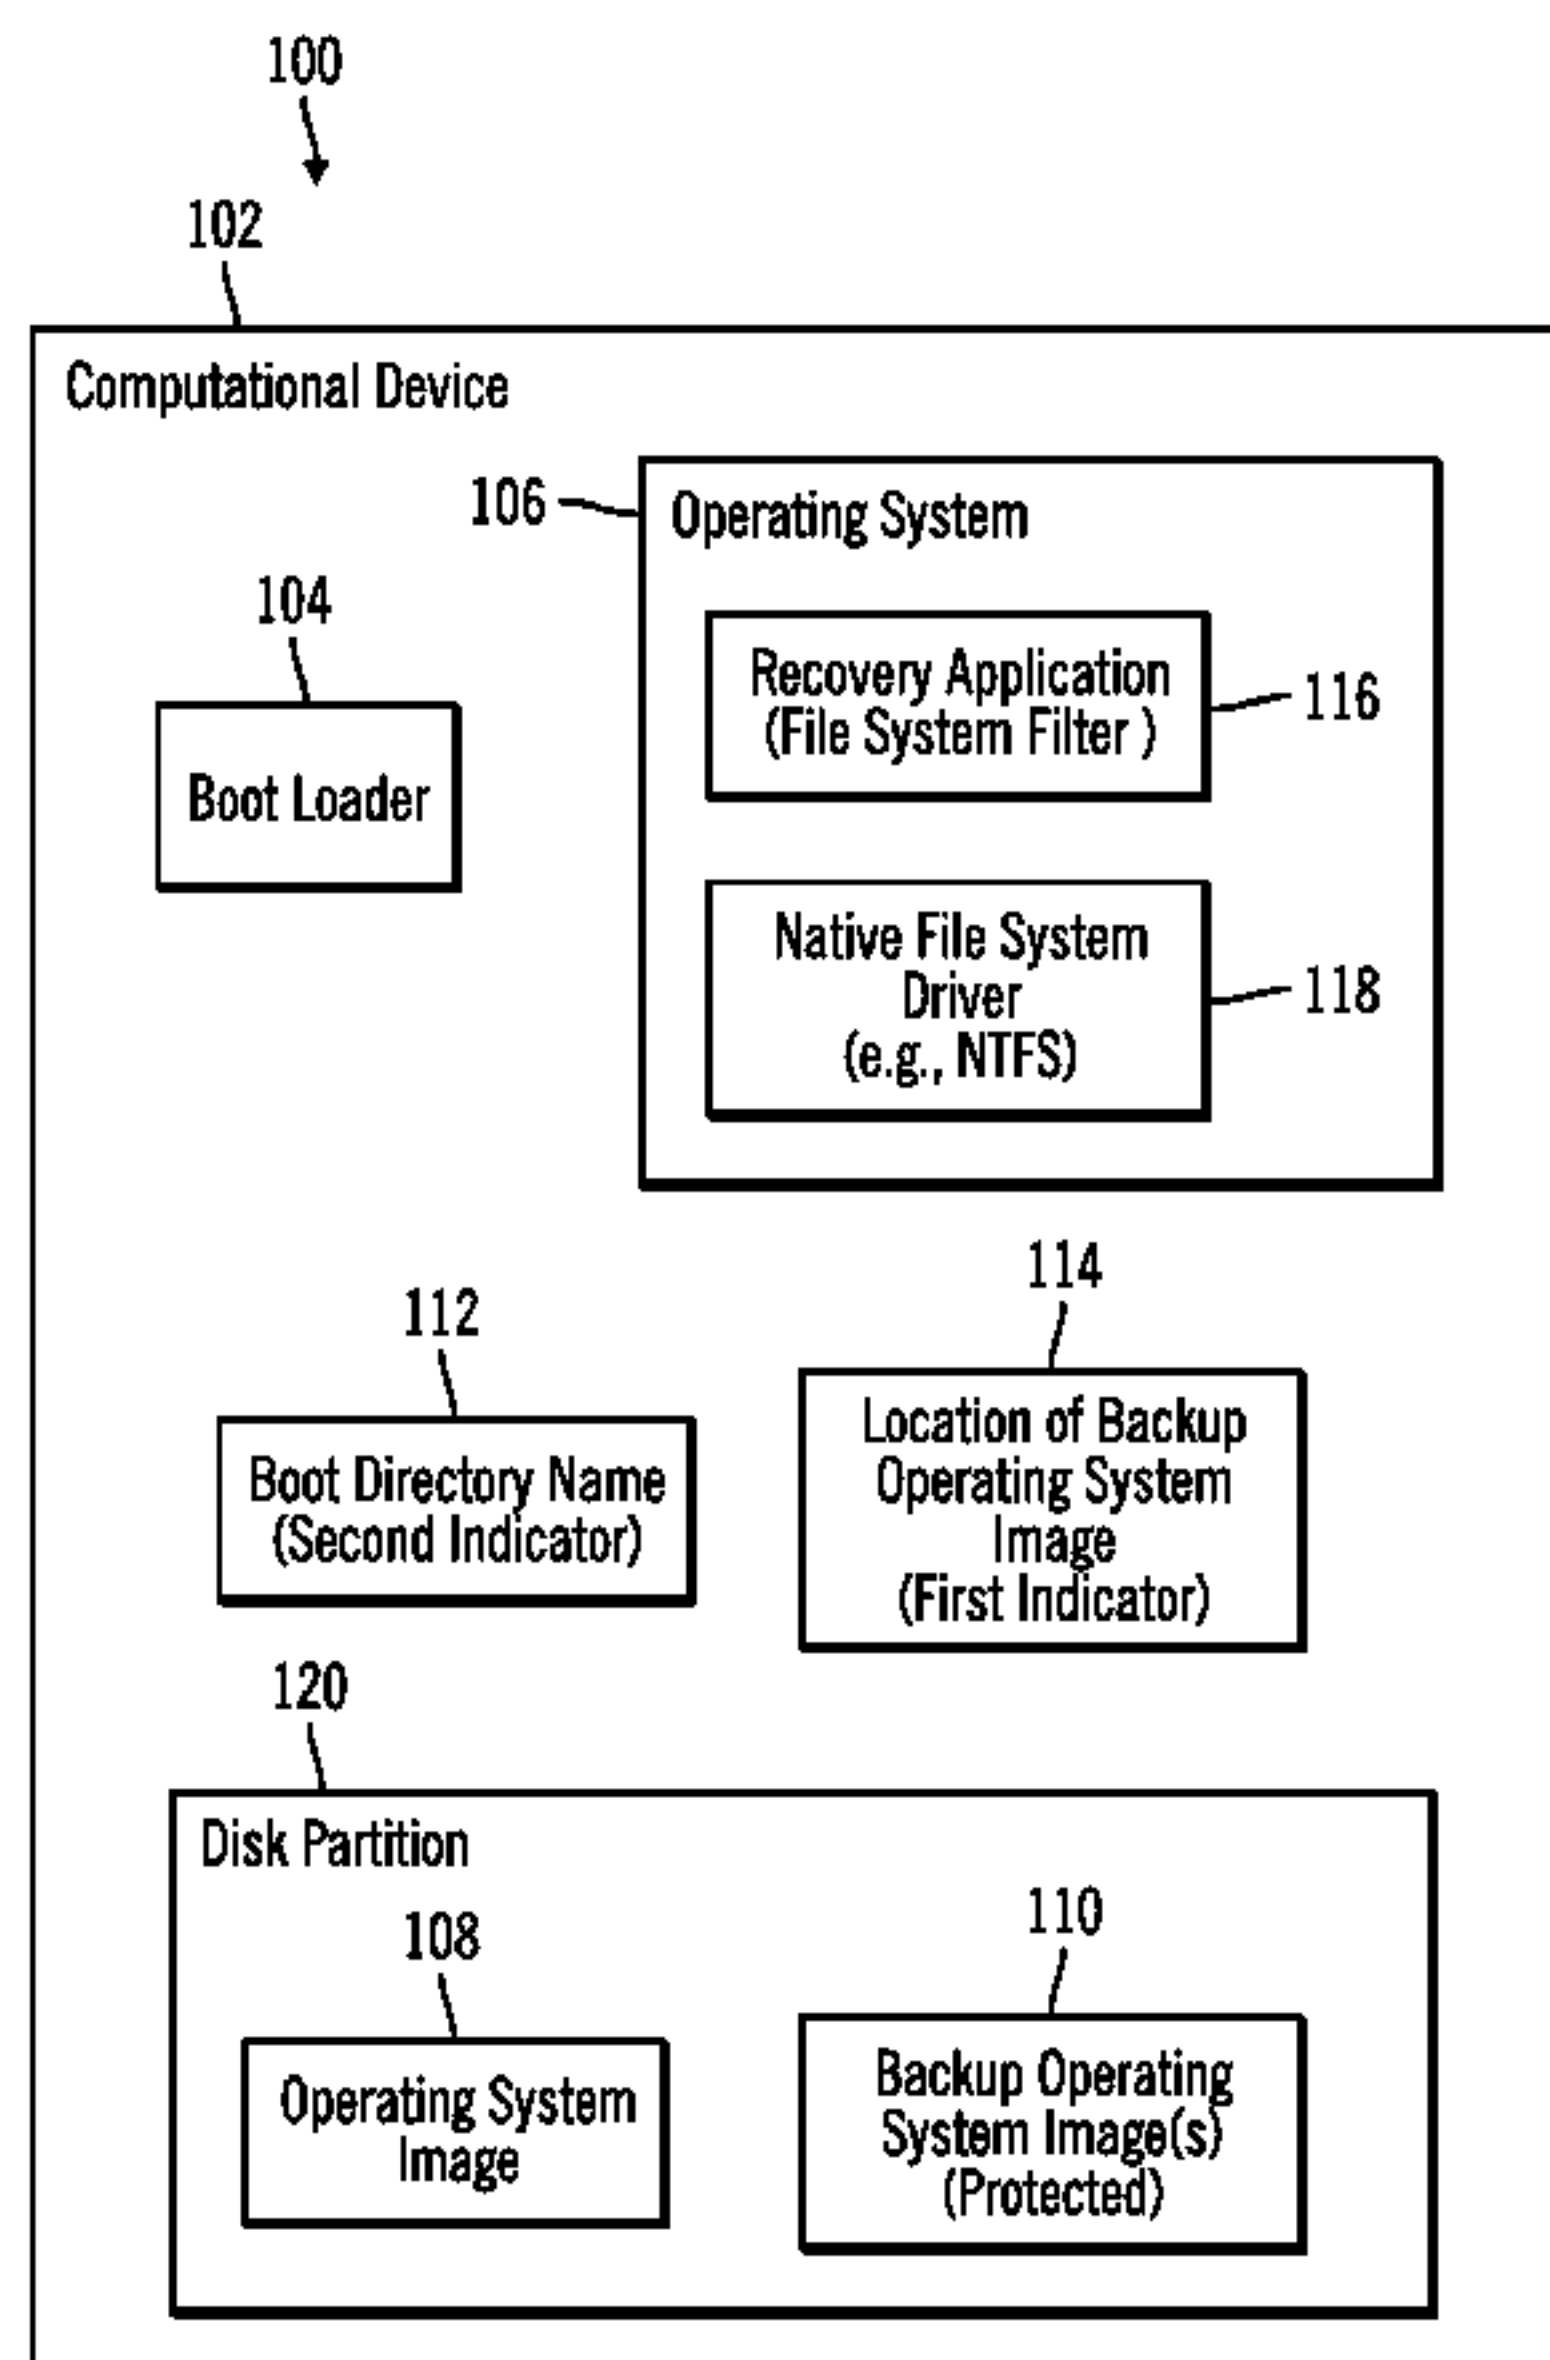 100
102
Computational Device
106
Operating System
104
Recovery Application
(File System Filter )
116
Boot Loader
Native File System
Driver
(e.g., NTFS)
118
114
112
Location of Backup
Operating System
Image
(First Indicator)
Boot Directory Name
(Second Indicator)
120
Disk Partition
108
110
Operating System
Image
Backup Operating
System Image(s)
(Protected)